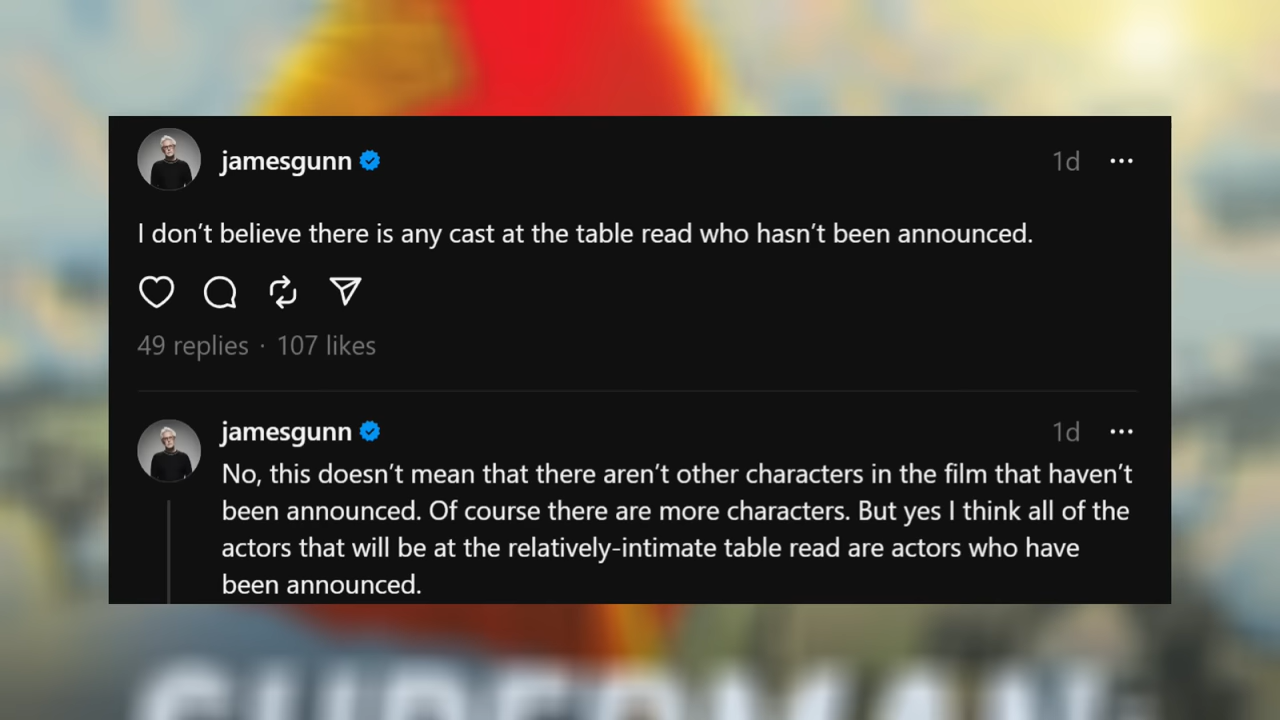 jamesgunn
1d
I don’t believe there is any cast at the table read who hasn’t been announced.
49 replies · 107 likes
jamesgunn
1d
No, this doesn’t mean that there aren’t other characters in the film that haven’t
been announced. Of course there are more characters. But yes I think all of the
actors that will be at the relatively-intimate table read are actors who have
been announced.
SUPERMAN